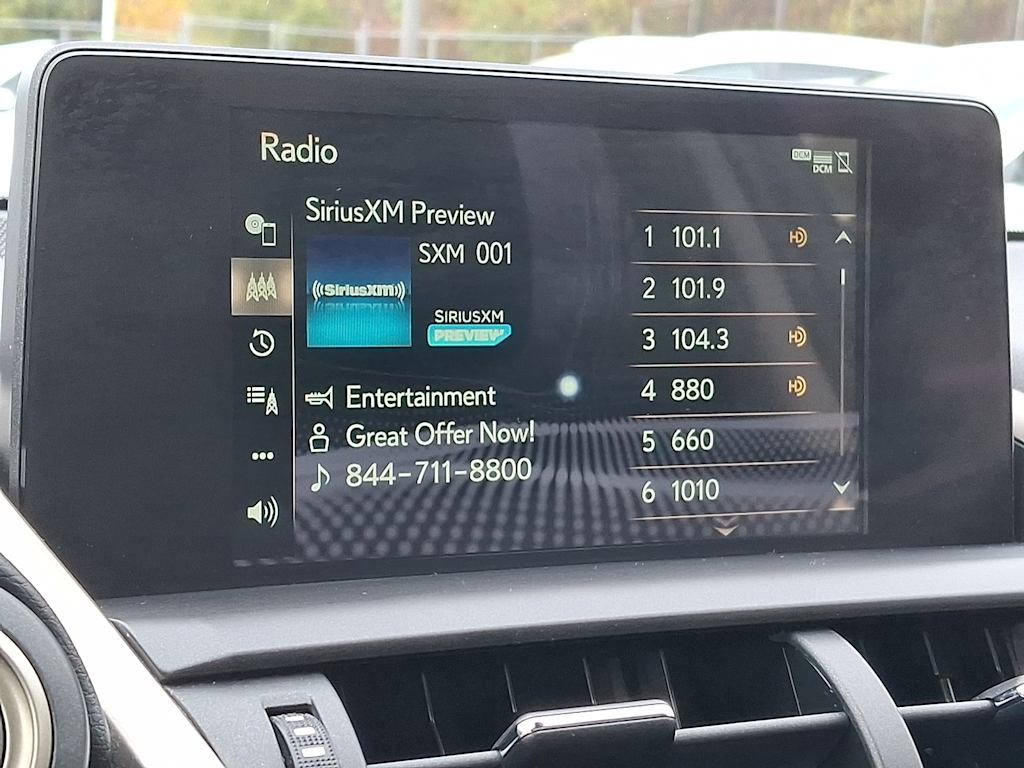 Radio
DCM
DCM
SiriusXM Preview
SXM 001
((SiriusXM))
SIRIUSXM
PREVIEW
Entertainment
Great Offer Now!
844-711-8800
1 101.1 HD
2 101.9
3 104.3 HD
4 880 HD
5 660
6 1010